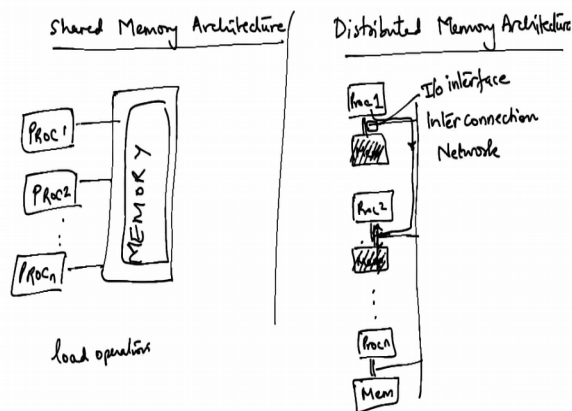 Shared Memory Architecture
PROC1
PROC2
PROCn
MEMORY
load operation
Distributed Memory Architecture
Proc1
I/o interface
Inter connection
Network
Proc2
Procn
Mem